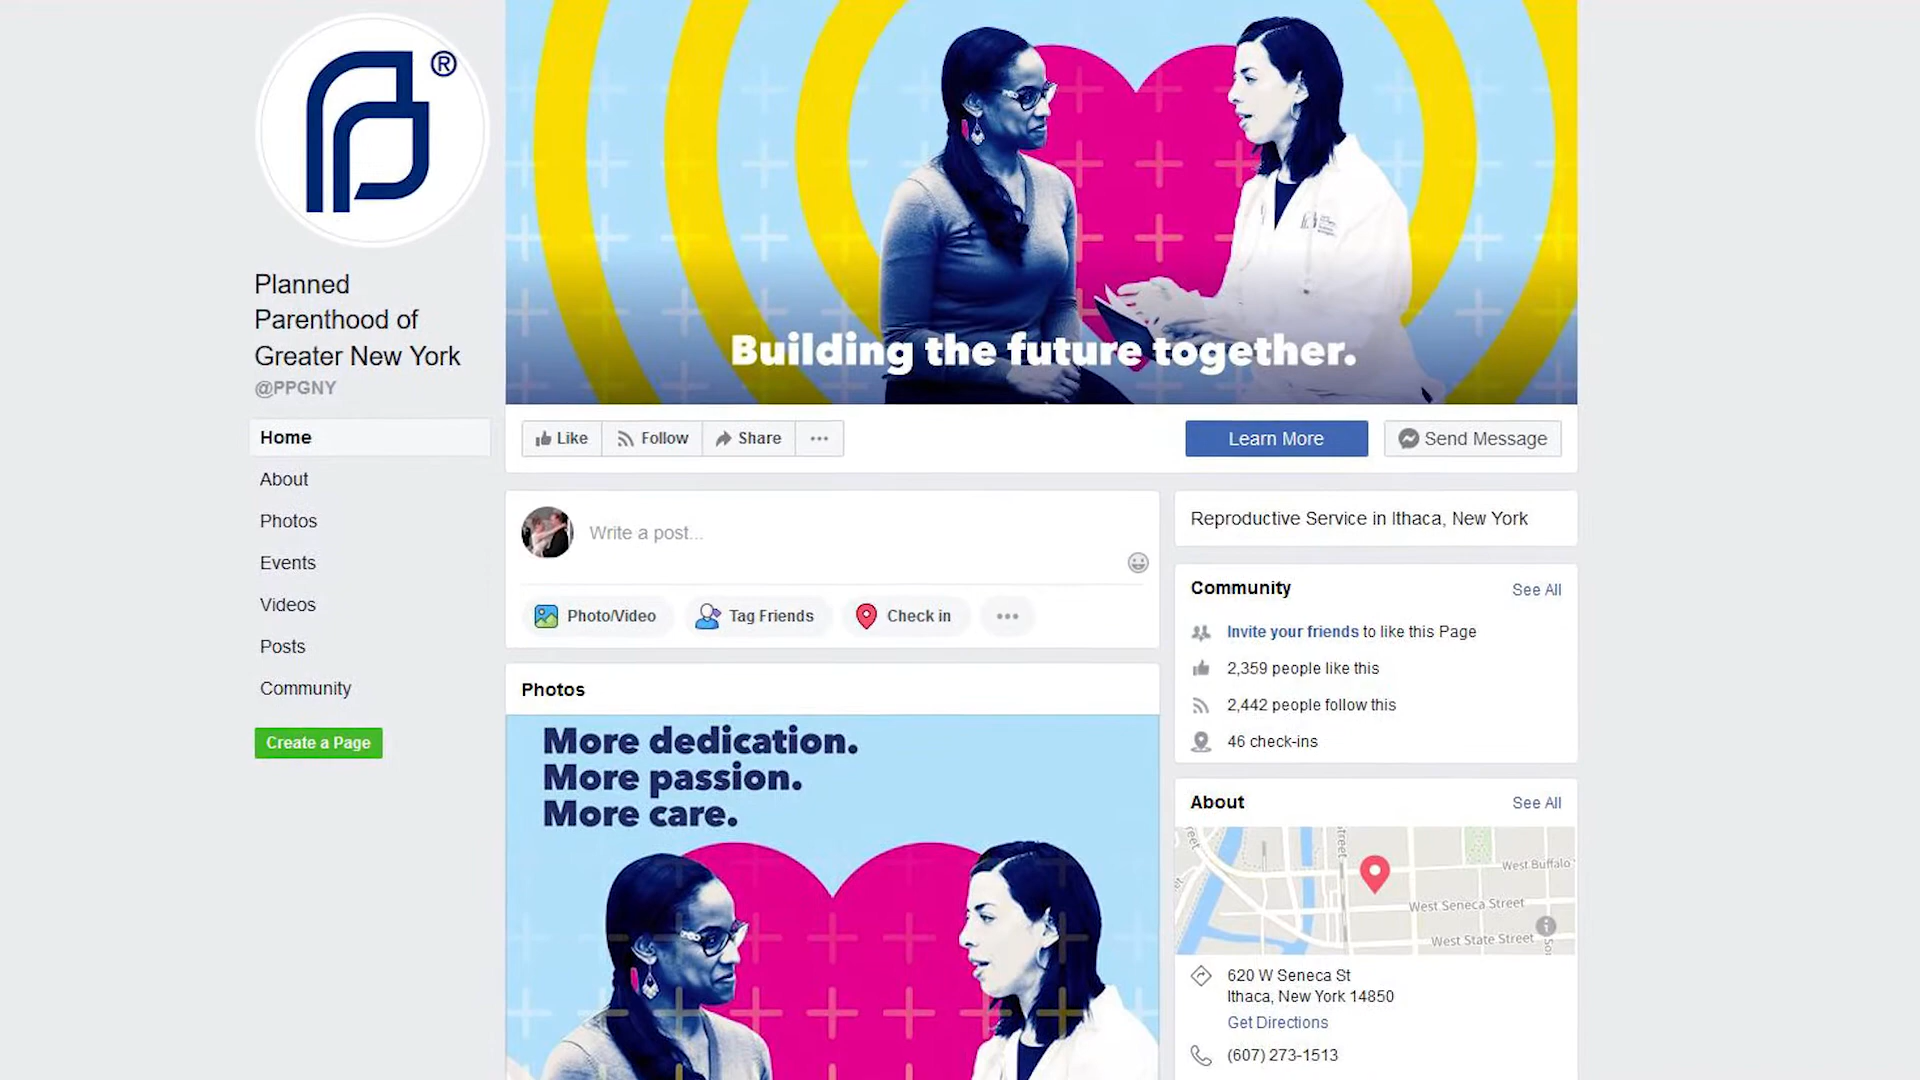 ®
Planned
Parenthood of
Greater New York
@PPGNY
Home
About
Photos
Events
Videos
Posts
Community
Create a Page
Building the future together.
Like
Follow
Share
Learn More
Send Message
Write a post...
Photo/Video
Tag Friends
Check in
Photos
More dedication.
More passion.
More care.
Reproductive Service in Ithaca, New York
Community
See All
Invite your friends to like this Page
2,359 people like this
2,442 people follow this
46 check-ins
About
See All
West Buffalo
West Seneca Street
West State Street
620 W Seneca St
Ithaca, New York 14850
Get Directions
(607) 273-1513